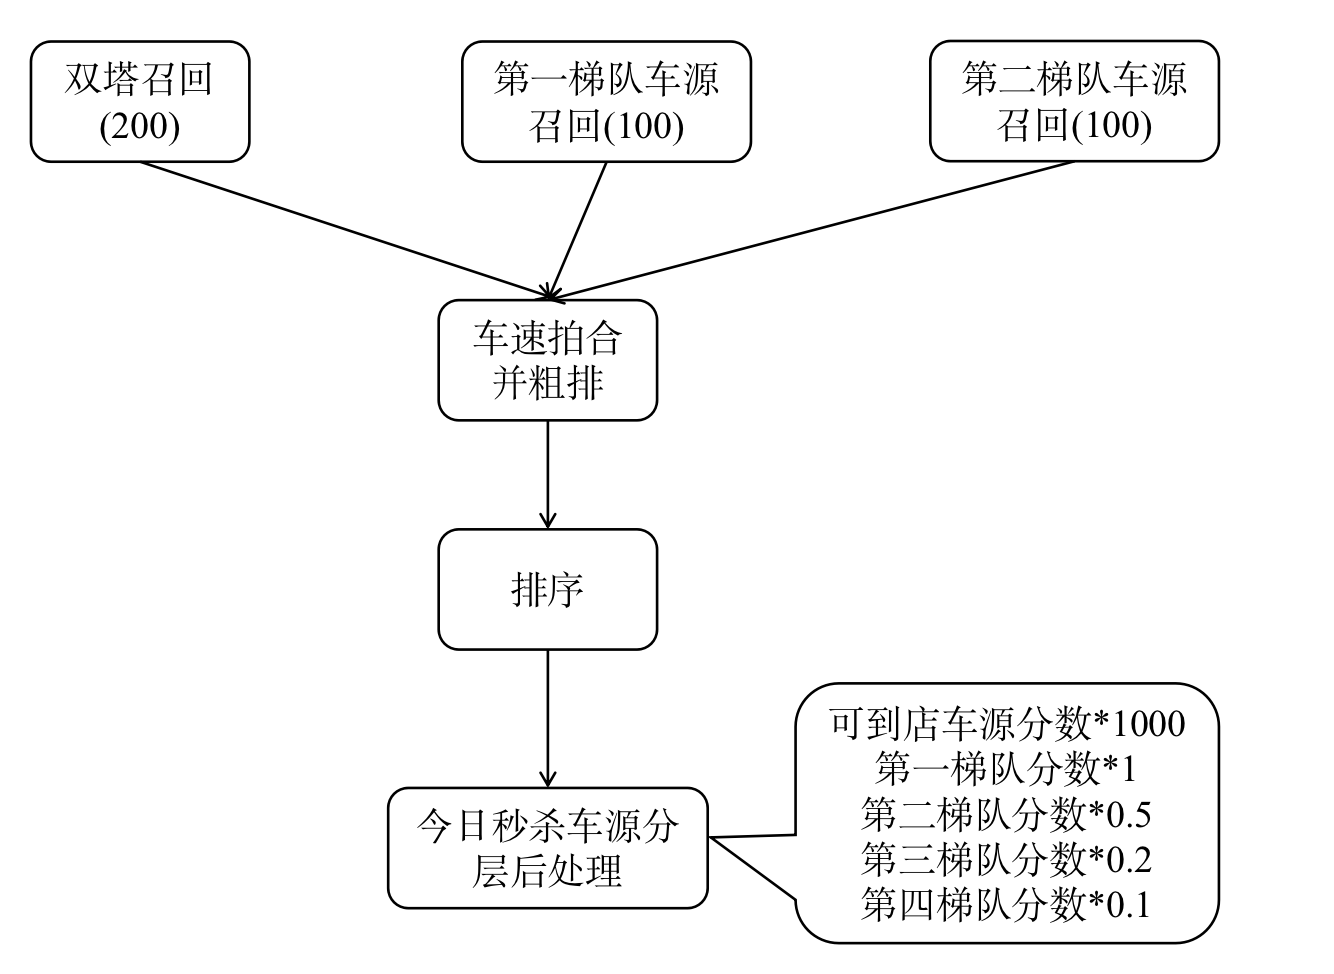 双塔召回
(200)
第一梯队车源
召回(100)
第二梯队车源
召回(100)
车速拍合
并粗排
排序
今日秒杀车源分
层后处理
可到店车源分数*1000
第一梯队分数*1
第二梯队分数*0.5
第三梯队分数*0.2
第四梯队分数*0.1